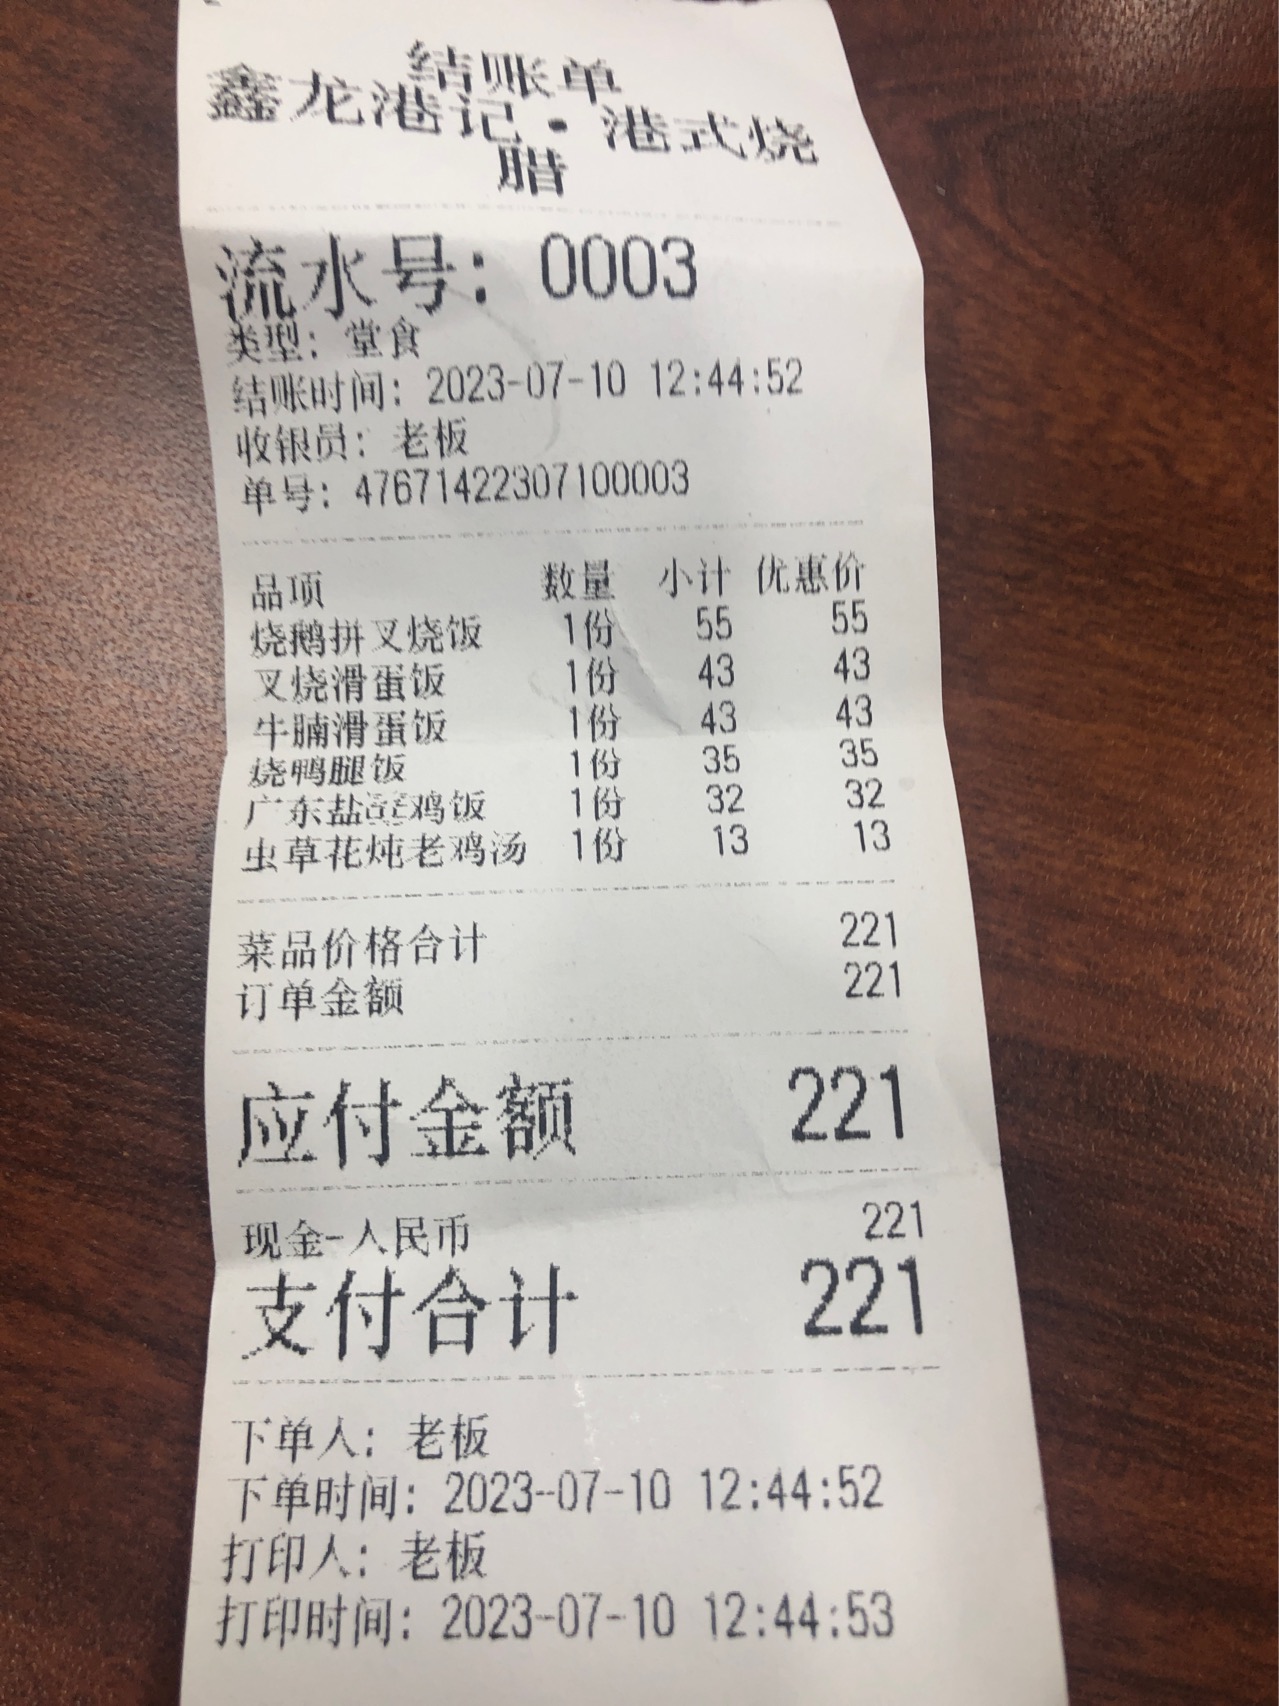 结账单
鑫龙港记·港式烧
腊
流水号：0003
类型：堂食
结账时间：2023-07-10 12:44:52
收银员：老板
单号：47671422307100003
品项 数量 小计 优惠价
烧鹅拼叉烧饭 1份 55 55
叉烧滑蛋饭 1份 43 43
牛腩滑蛋饭 1份 43 43
烧鸭腿饭 1份 35 35
广东盐鸡饭 1份 32 32
虫草花炖老鸡汤 1份 13 13
菜品价格合计 221
订单金额 221
应付金额 221
现金-人民币 221
支付合计 221
下单人：老板
下单时间：2023-07-10 12:44:52
打印人：老板
打印时间：2023-07-10 12:44:53